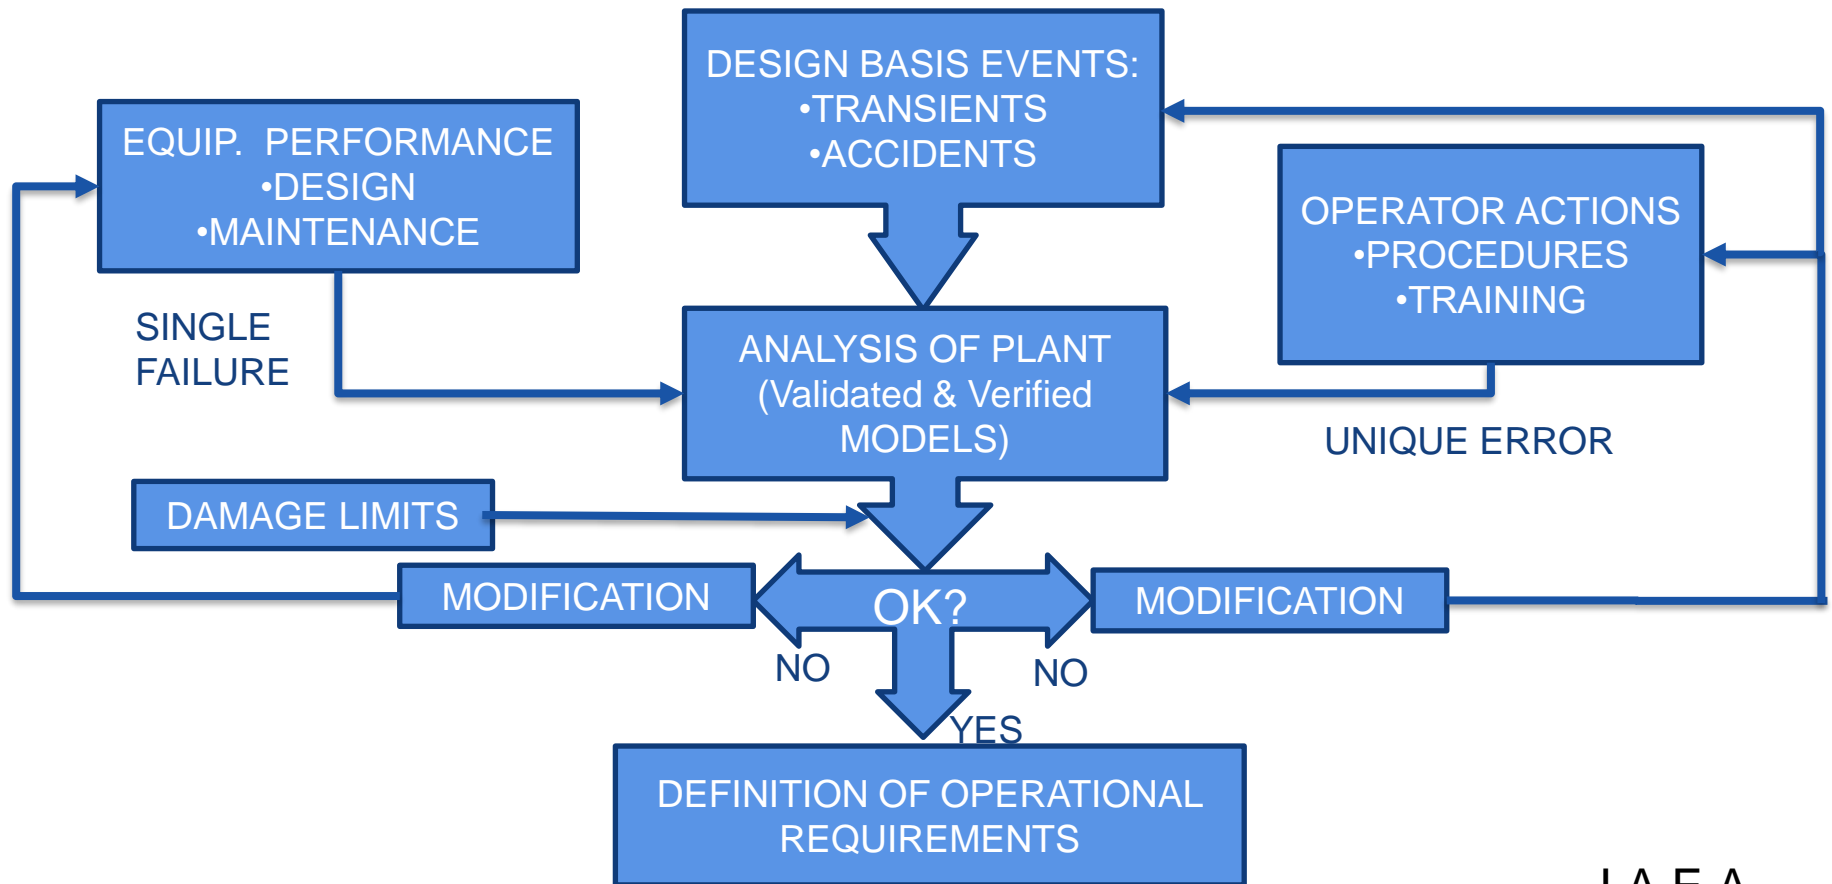 DESIGN BASIS EVENTS:
•TRANSIENTS
•ACCIDENTS
EQUIP. PERFORMANCE
•DESIGN
•MAINTENANCE
OPERATOR ACTIONS
•PROCEDURES
•TRAINING
SINGLE
FAILURE
ANALYSIS OF PLANT
(Validated & Verified
MODELS)
UNIQUE ERROR
DAMAGE LIMITS
MODIFICATION
OK?
MODIFICATION
NO
NO
YES
DEFINITION OF OPERATIONAL
REQUIREMENTS
I A E A